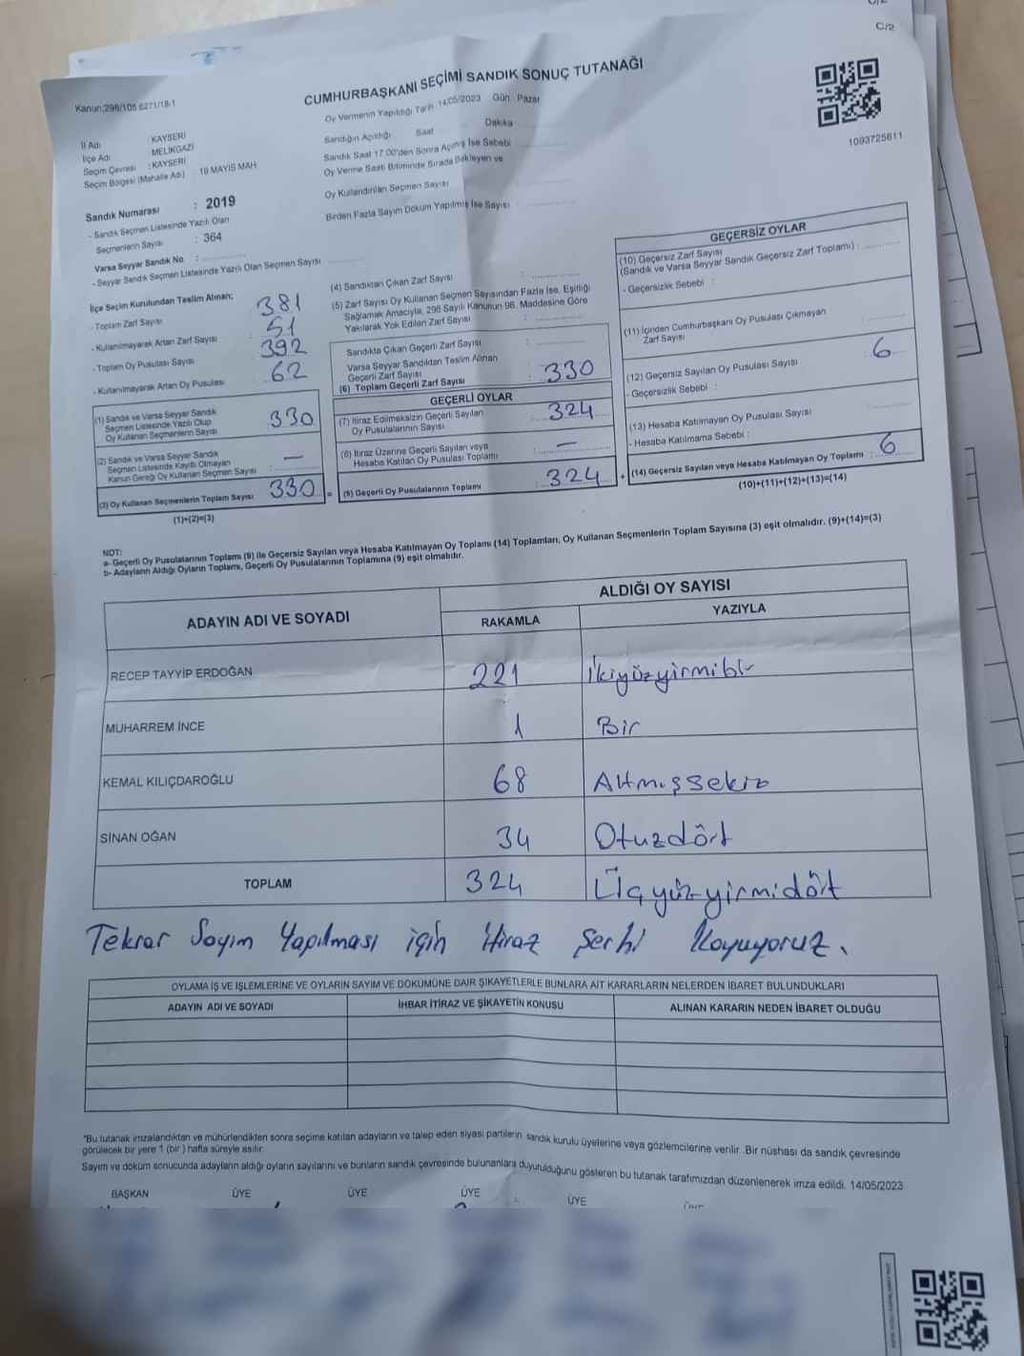 C/2
Kanun;298/105 6271/18-1
CUMHURBAŞKANI SEÇİMİ SANDIK SONUÇ TUTANAĞI
1093725611
İl Adı : KAYSERİ
İlçe Adı : MELİKGAZİ
Seçim Çevresi : KAYSERİ
Seçim Bölgesi (Mahalle Adı) 19 MAYIS MAH
Sandık Numarası : 2019
- Sandık Seçmen Listesinde Yazılı Olan
Seçmenlerin Sayısı : 364
Varsa Seyyar Sandık No :
- Seyyar Sandık Seçmen Listesinde Yazılı Olan Seçmen Sayısı
Oy Vermenin Yapıldığı Tarih 14/05/2023 Gün : Pazar
Sandığın Açıldığı Saat Dakika
Sandık Saat 17.00'den Sonra Açılmış İse Sebebi
Oy Verme Saati Bitiminde Sırada Bekleyen ve
Oy Kullandırılan Seçmen Sayısı
Birden Fazla Sayım Döküm Yapılmış İse Sayısı
İlçe Seçim Kurulundan Teslim Alınan;
- Toplam Zarf Sayısı 381
- Kullanılmayarak Artan Zarf Sayısı 51
- Toplam Oy Pusulası Sayısı 392
- Kullanılmayarak Artan Oy Pusulası 62
(1) Sandık ve Varsa Seyyar Sandık
Seçmen Listesinde Yazılı Olup
Oy Kullanan Seçmenlerin Sayısı 330
(2) Sandık ve Varsa Seyyar Sandık
Seçmen Listesinde Kayıtlı Olmayan
Kanun Gereği Oy Kullanan Seçmen Sayısı : —
(3) Oy Kullanan Seçmenlerin Toplam Sayısı 330
(1)+(2)=(3)
(4) Sandıktan Çıkan Zarf Sayısı
(5) Zarf Sayısı Oy Kullanan Seçmen Sayısından Fazla İse, Eşitliği
Sağlamak Amacıyla, 298 Sayılı Kanunun 98. Maddesine Göre
Yakılarak Yok Edilen Zarf Sayısı
Sandıkta Çıkan Geçerli Zarf Sayısı
Varsa Seyyar Sandıktan Teslim Alınan
Geçerli Zarf Sayısı
(6) Toplam Geçerli Zarf Sayısı : 330
GEÇERLİ OYLAR
(7) İtiraz Edilmeksizin Geçerli Sayılan
Oy Pusulalarının Sayısı : 324
(8) İtiraz Üzerine Geçerli Sayılan veya
Hesaba Katılan Oy Pusulası Toplamı : —
= (9) Geçerli Oy Pusulalarının Toplamı : 324 +
GEÇERSİZ OYLAR
(10) Geçersiz Zarf Sayısı
(Sandık ve Varsa Seyyar Sandık Geçersiz Zarf Toplamı) :
- Geçersizlik Sebebi :
(11) İçinden Cumhurbaşkanı Oy Pusulası Çıkmayan
Zarf Sayısı
(12) Geçersiz Sayılan Oy Pusulası Sayısı 6
- Geçersizlik Sebebi :
(13) Hesaba Katılmayan Oy Pusulası Sayısı
- Hesaba Katılmama Sebebi :
(14) Geçersiz Sayılan veya Hesaba Katılmayan Oy Toplamı : 6
(10)+(11)+(12)+(13)=(14)
NOT:
a- Geçerli Oy Pusulalarının Toplamı (9) ile Geçersiz Sayılan veya Hesaba Katılmayan Oy Toplamı (14) Toplamları, Oy Kullanan Seçmenlerin Toplam Sayısına (3) eşit olmalıdır. (9)+(14)=(3)
b- Adayların Aldığı Oyların Toplamı, Geçerli Oy Pusulalarının Toplamına (9) eşit olmalıdır.
ADAYIN ADI VE SOYADI
ALDIĞI OY SAYISI
RAKAMLA YAZIYLA
RECEP TAYYİP ERDOĞAN 221 ikiyüzyirmibir
MUHARREM İNCE 1 Bir
KEMAL KILIÇDAROĞLU 68 Altmışsekiz
SİNAN OĞAN 34 Otuzdört
TOPLAM 324 Üçyüzyirmidört
Tekrar Sayım Yapılması için itiraz Şerhi Koyuyoruz.
OYLAMA İŞ VE İŞLEMLERİNE VE OYLARIN SAYIM VE DÖKÜMÜNE DAİR ŞİKAYETLERLE BUNLARA AİT KARARLARIN NELERDEN İBARET BULUNDUKLARI
ADAYIN ADI VE SOYADI İHBAR İTİRAZ VE ŞİKAYETİN KONUSU ALINAN KARARIN NEDEN İBARET OLDUĞU
*Bu tutanak imzalandıktan ve mühürlendikten sonra seçime katılan adayların ve talep eden siyasi partilerin sandık kurulu üyelerine veya gözlemcilerine verilir. Bir nüshası da sandık çevresinde
görülecek bir yere 1 (bir) hafta süreyle asılır.
Sayım ve döküm sonucunda adayların aldığı oyların sayılarını ve bunların sandık çevresinde bulunanlara duyurulduğunu gösteren bu tutanak tarafımızdan düzenlenerek imza edildi. 14/05/2023
BAŞKAN ÜYE ÜYE ÜYE ÜYE